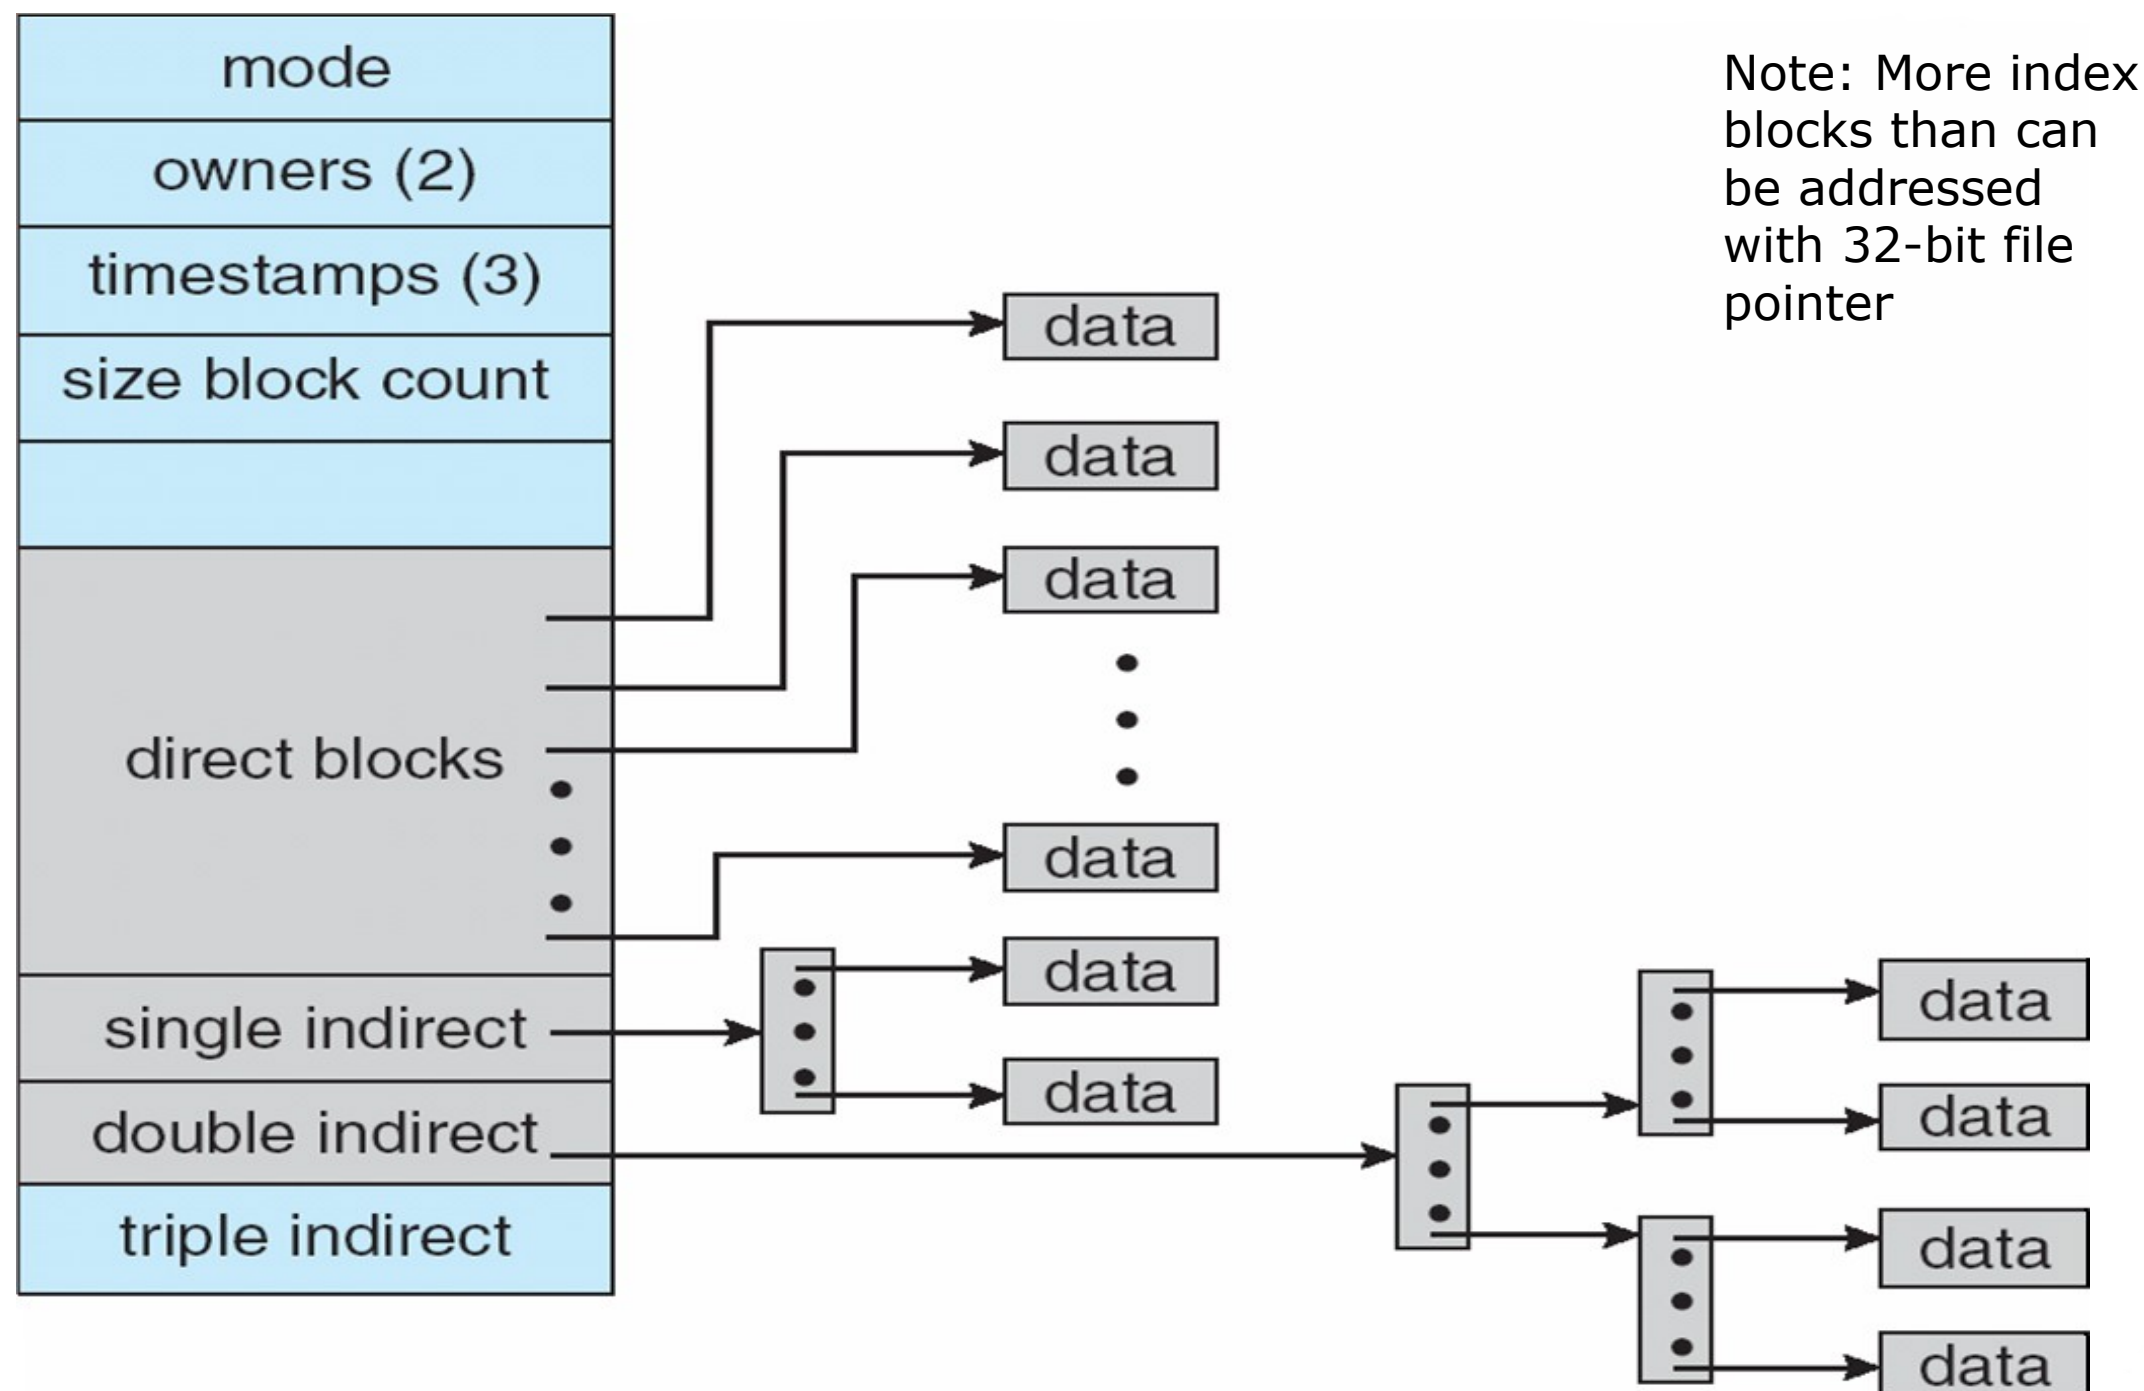 mode
owners (2)
timestamps (3)
size block count
direct blocks
single indirect
double indirect
triple indirect
data
data
data
data
data
data
data
data
data
data
Note: More index
blocks than can
be addressed
with 32-bit file
pointer